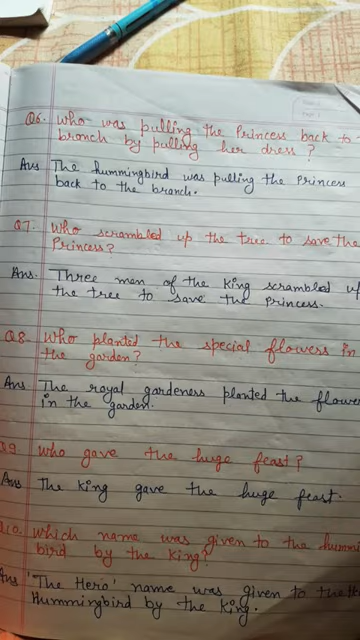 Q6. Who was pulling the Princess back to
branch by pulling her dress?
Ans The hummingbird was pulling the Princess
back to the branch.
Q7. Who scrambled up the tree to save the
Princess?
Ans. Three men of the King scrambled up
the tree to save the Princess.
Q8. Who planted the special flowers in
the garden?
Ans The royal gardeners planted the flowers
in the garden.
Q9. Who gave the huge feast?
Ans The King gave the huge feast.
10. Which name was given to the hummi
bird by the King?
Ans 'The Hero' name was given to the
Hummingbird by the King.